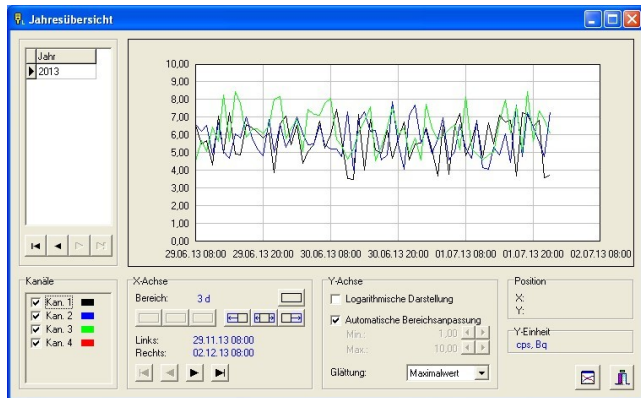 Jahresübersicht
Jahr
2013
10,00
9,00
8,00
7,00
6,00
5,00
4,00
3,00
2,00
1,00
0,00
29.06.13 08:00 29.06.13 20:00 30.06.13 08:00 30.06.13 20:00 01.07.13 08:00 01.07.13 20:00 02.07.13 08:00
Kanäle
Kan. 1
Kan. 2
Kan. 3
Kan. 4
X-Achse
Bereich: 3 d
Links: 29.11.13 08:00
Rechts: 02.12.13 08:00
Y-Achse
Logarithmische Darstellung
Automatische Bereichsanpassung
Min.: 1,00
Max.: 10,00
Glättung: Maximalwert
Position
X:
Y:
Y-Einheit
cps, Bq